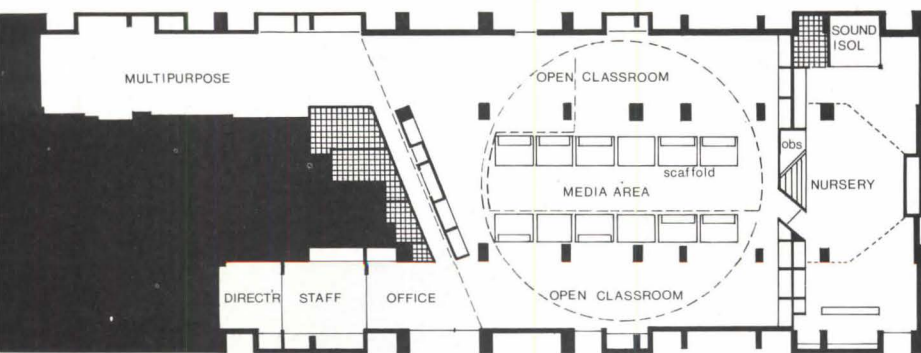 SOUND
ISOL
MULTIPURPOSE
OPEN CLASSROOM
obs
scaffold
MEDIA AREA
NURSERY
DIRECTR
STAFF
OFFICE
OPEN CLASSROOM